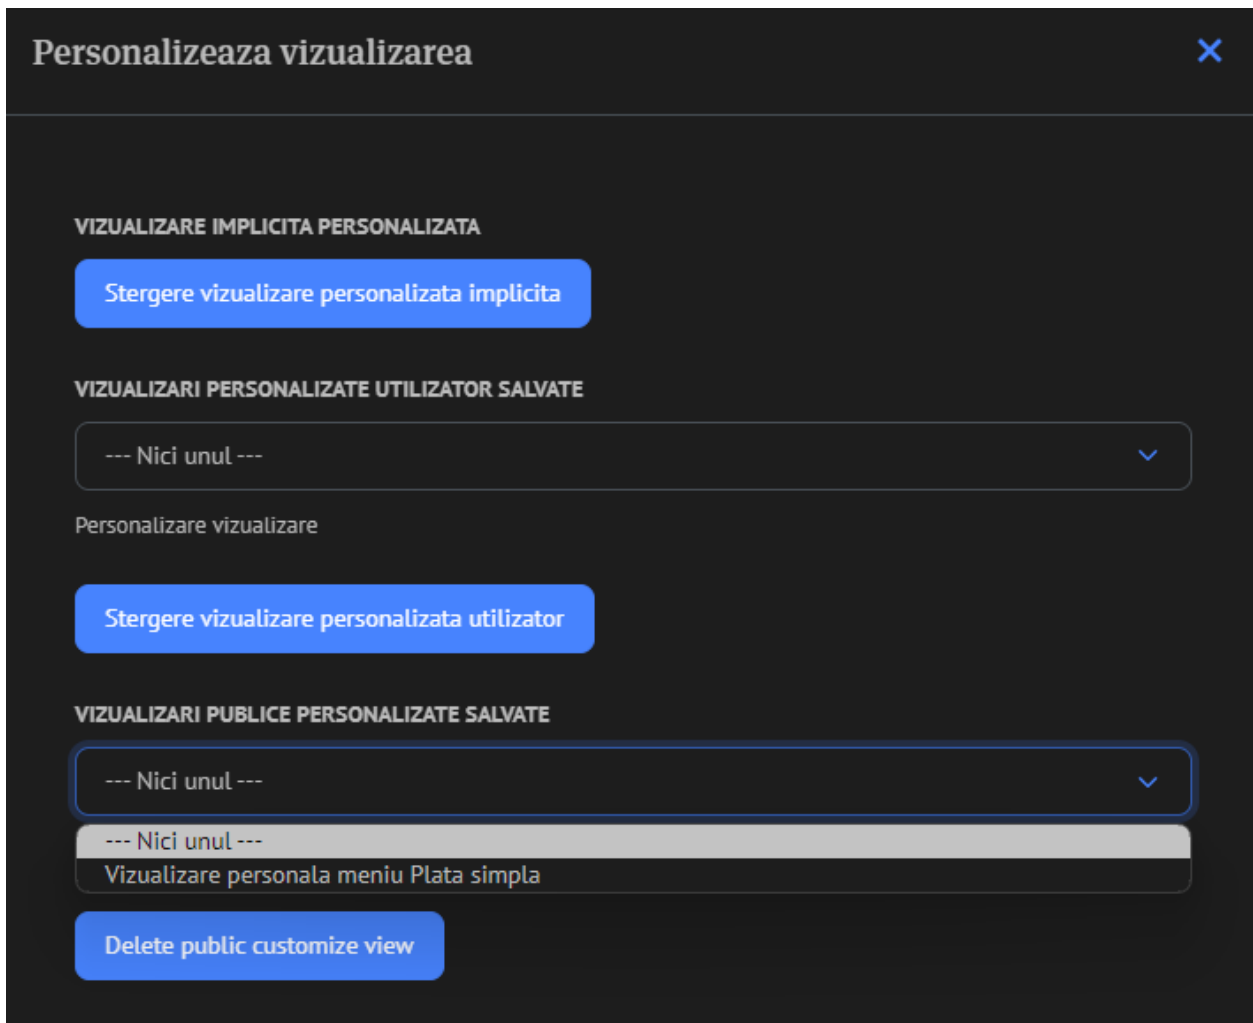 Personalizeaza vizualizarea
VIZUALIZARE IMPLICITA PERSONALIZATA
Stergere vizualizare personalizata implicita
VIZUALIZARI PERSONALIZATE UTILIZATOR SALVATE
--- Nici unul ---
Personalizare vizualizare
Stergere vizualizare personalizata utilizator
VIZUALIZARI PUBLICE PERSONALIZATE SALVATE
--- Nici unul ---
--- Nici unul ---
Vizualizare personala meniu Plata simpla
Delete public customize view